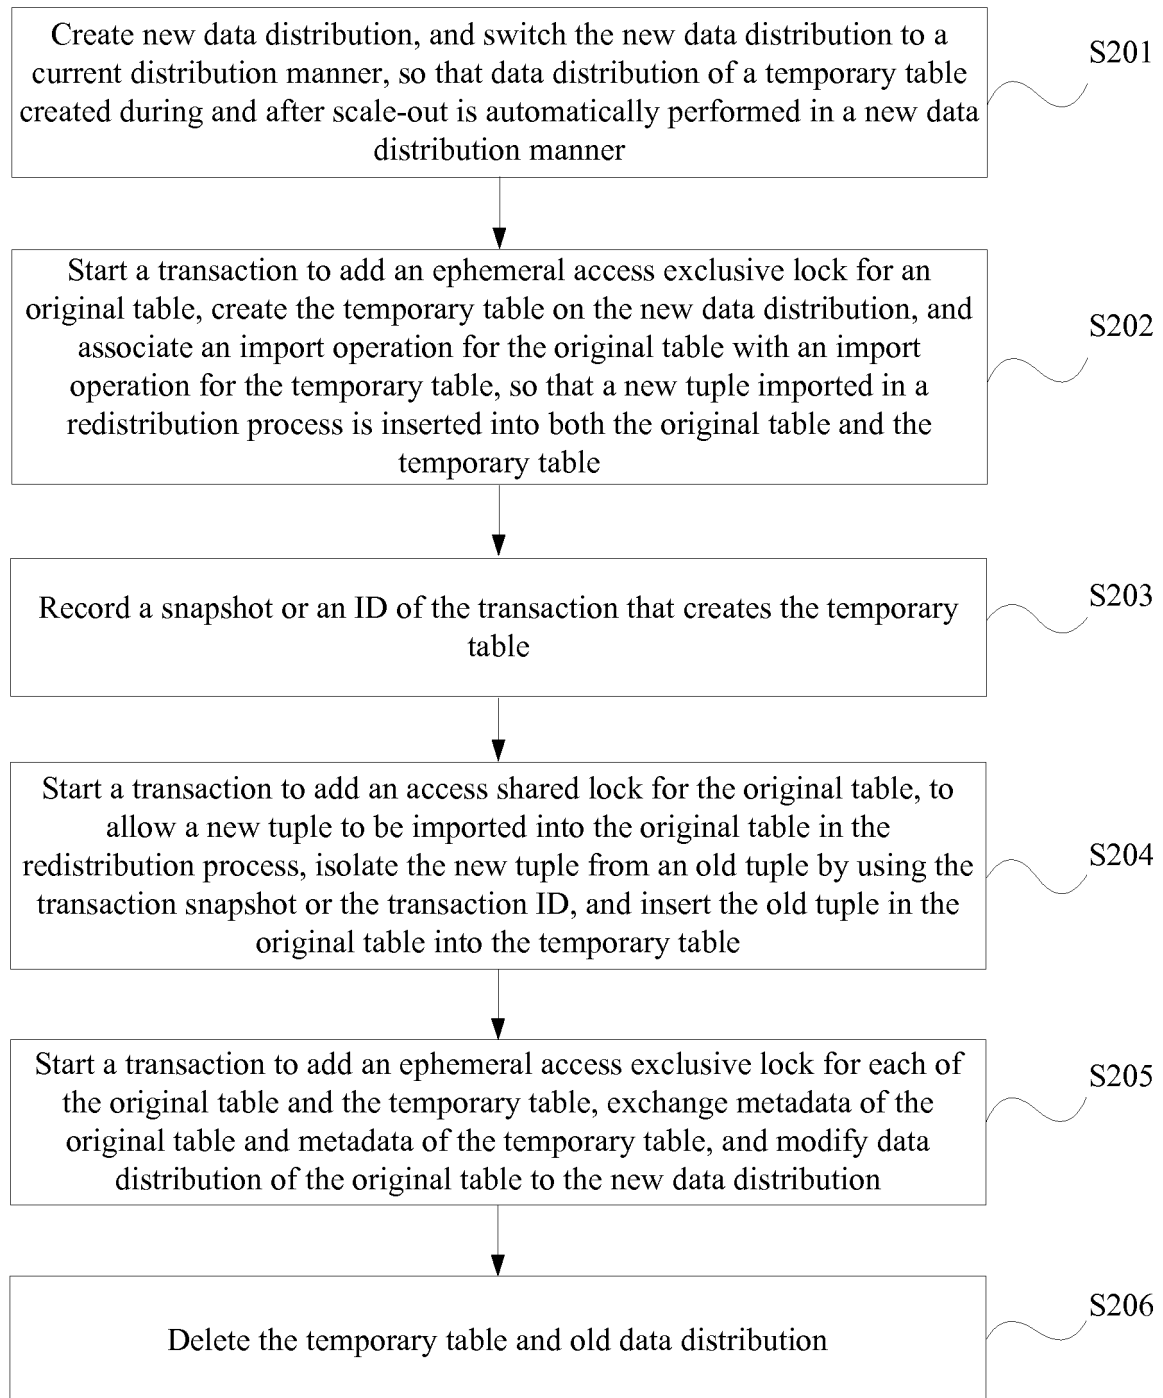 Create new data distribution, and switch the new data distribution to a
current distribution manner, so that data distribution of a temporary table
created during and after scale-out is automatically performed in a new data
distribution manner
S201
Start a transaction to add an ephemeral access exclusive lock for an
original table, create the temporary table on the new data distribution, and
associate an import operation for the original table with an import
operation for the temporary table, so that a new tuple imported in a
redistribution process is inserted into both the original table and the
temporary table
S202
Record a snapshot or an ID of the transaction that creates the temporary
table
S203
Start a transaction to add an access shared lock for the original table, to
allow a new tuple to be imported into the original table in the
redistribution process, isolate the new tuple from an old tuple by using the
transaction snapshot or the transaction ID, and insert the old tuple in the
original table into the temporary table
S204
Start a transaction to add an ephemeral access exclusive lock for each of
the original table and the temporary table, exchange metadata of the
original table and metadata of the temporary table, and modify data
distribution of the original table to the new data distribution
S205
Delete the temporary table and old data distribution
S206